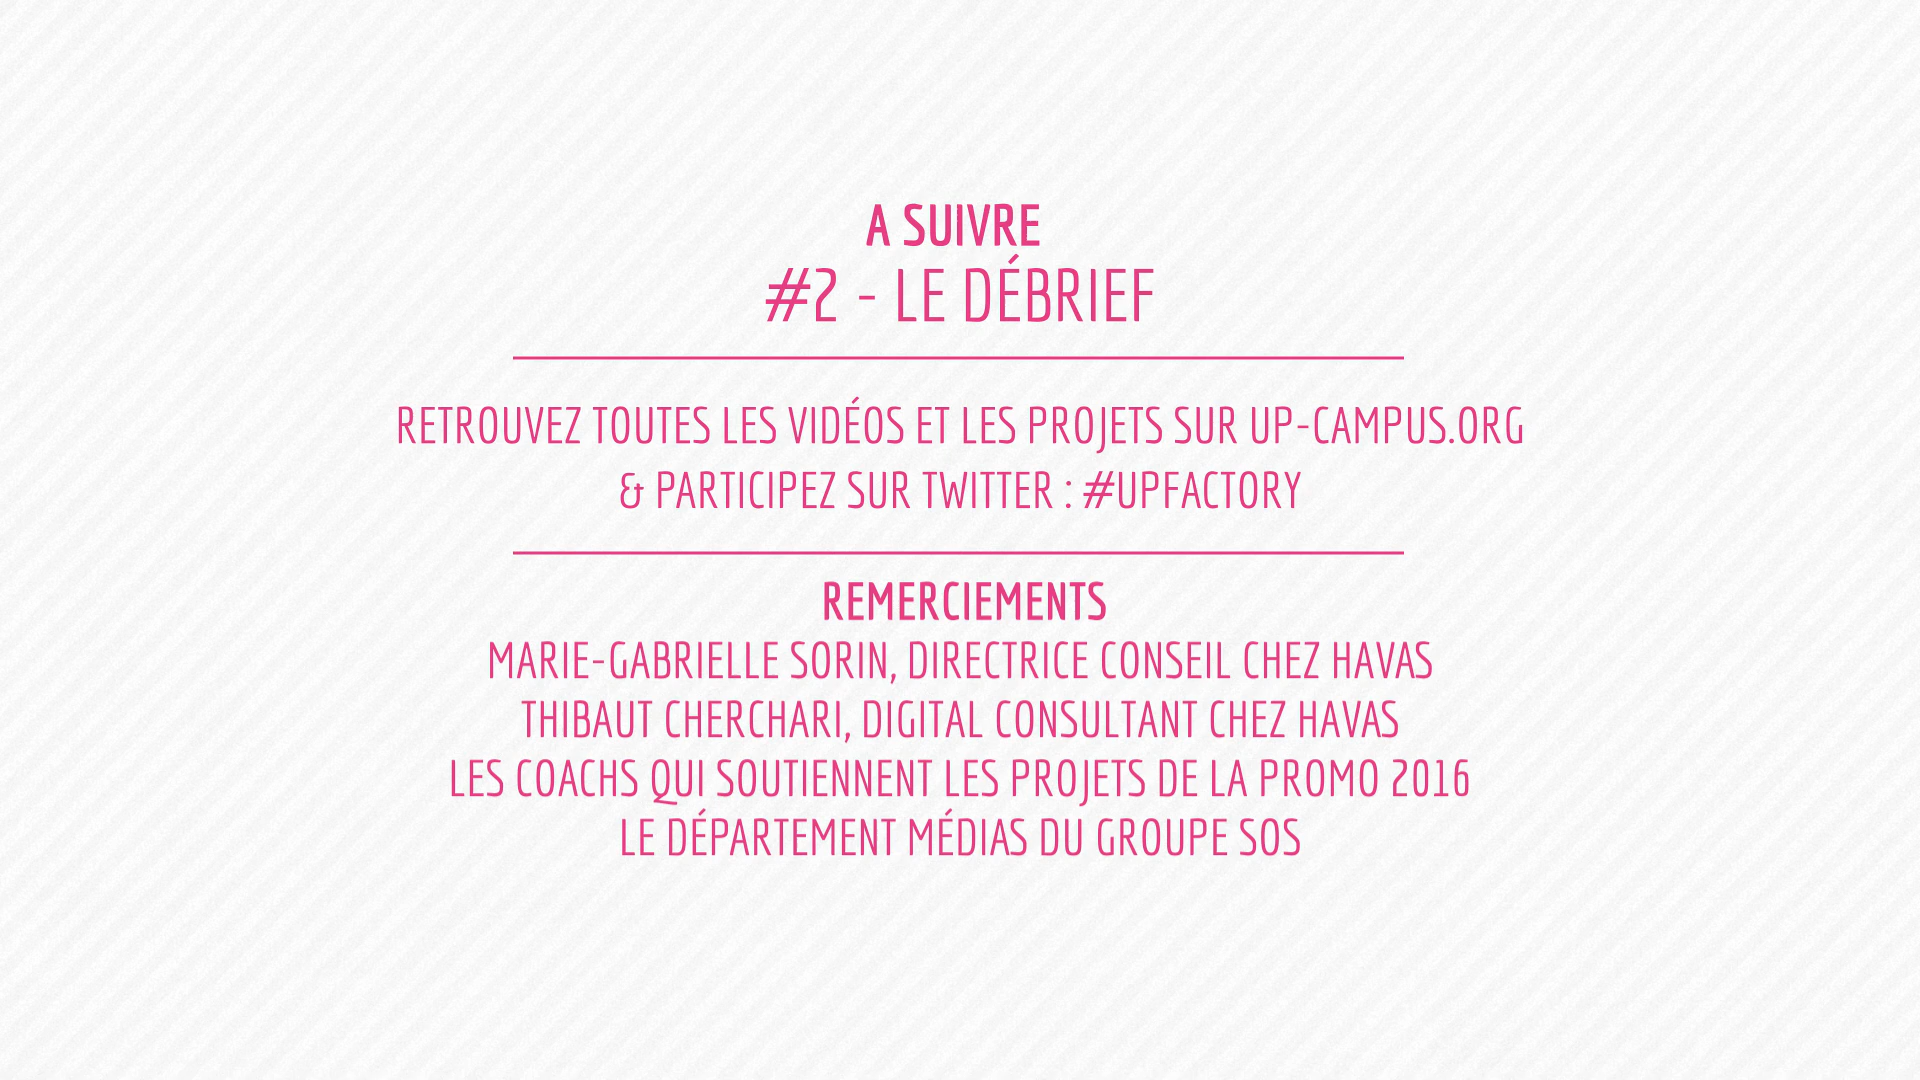 A SUIVRE
#2 - LE DÉBRIEF
RETROUVEZ TOUTES LES VIDÉOS ET LES PROJETS SUR UP-CAMPUS.ORG
& PARTICIPEZ SUR TWITTER : #UPFACTORY
REMERCIEMENTS
MARIE-GABRIELLE SORIN, DIRECTRICE CONSEIL CHEZ HAVAS
THIBAUT CHERCHARI, DIGITAL CONSULTANT CHEZ HAVAS
LES COACHS QUI SOUTIENNENT LES PROJETS DE LA PROMO 2016
LE DÉPARTEMENT MÉDIAS DU GROUPE SOS